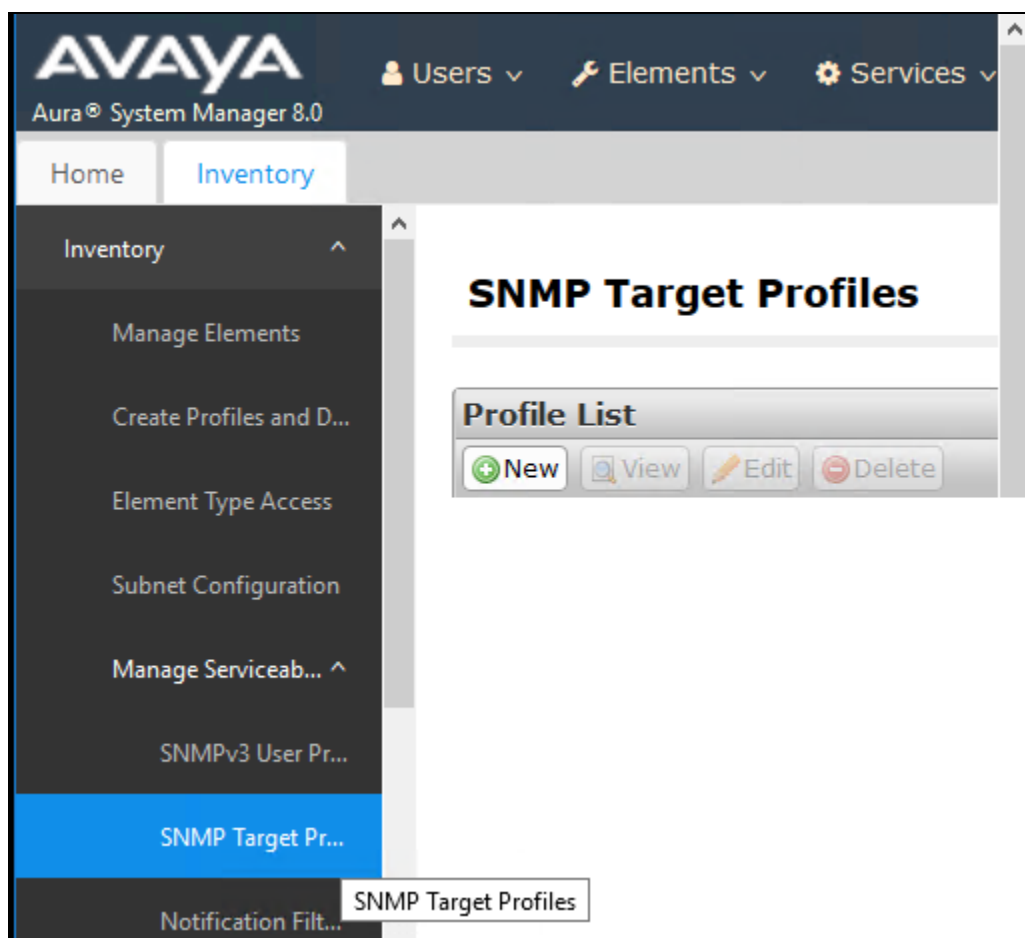 AVAYA
Aura® System Manager 8.0
Users
Elements
Services
Home
Inventory
Inventory
Manage Elements
Create Profiles and D...
Element Type Access
Subnet Configuration
Manage Serviceab...
SNMPv3 User Pr...
SNMP Target Pr...
Notification Filt...
SNMP Target Profiles
SNMP Target Profiles
Profile List
New
View
Edit
Delete